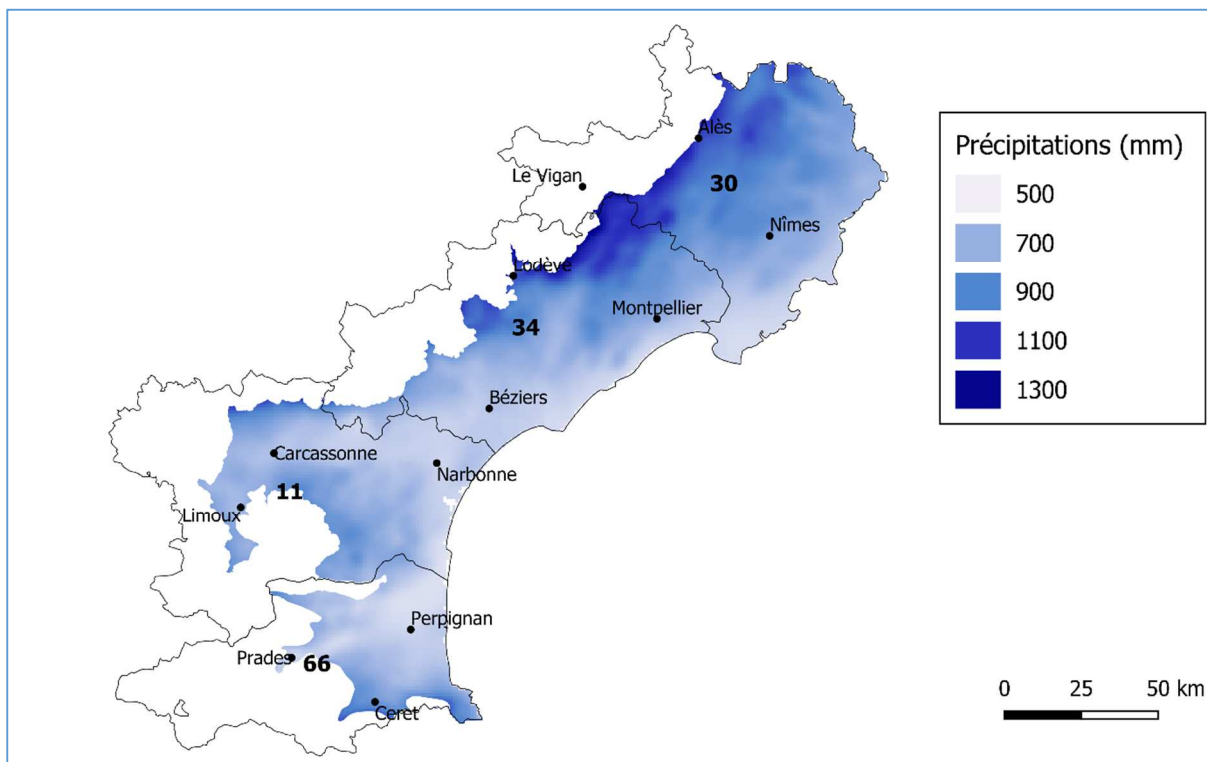 Alès
Précipitations (mm)
Le Vigan
30
500
Nîmes
700
Lodève
900
34
Montpellier
1100
1300
Béziers
Carcassonne
Narbonne
11
Limoux
Perpignan
Prades
66
0 25 50 km
Ceret